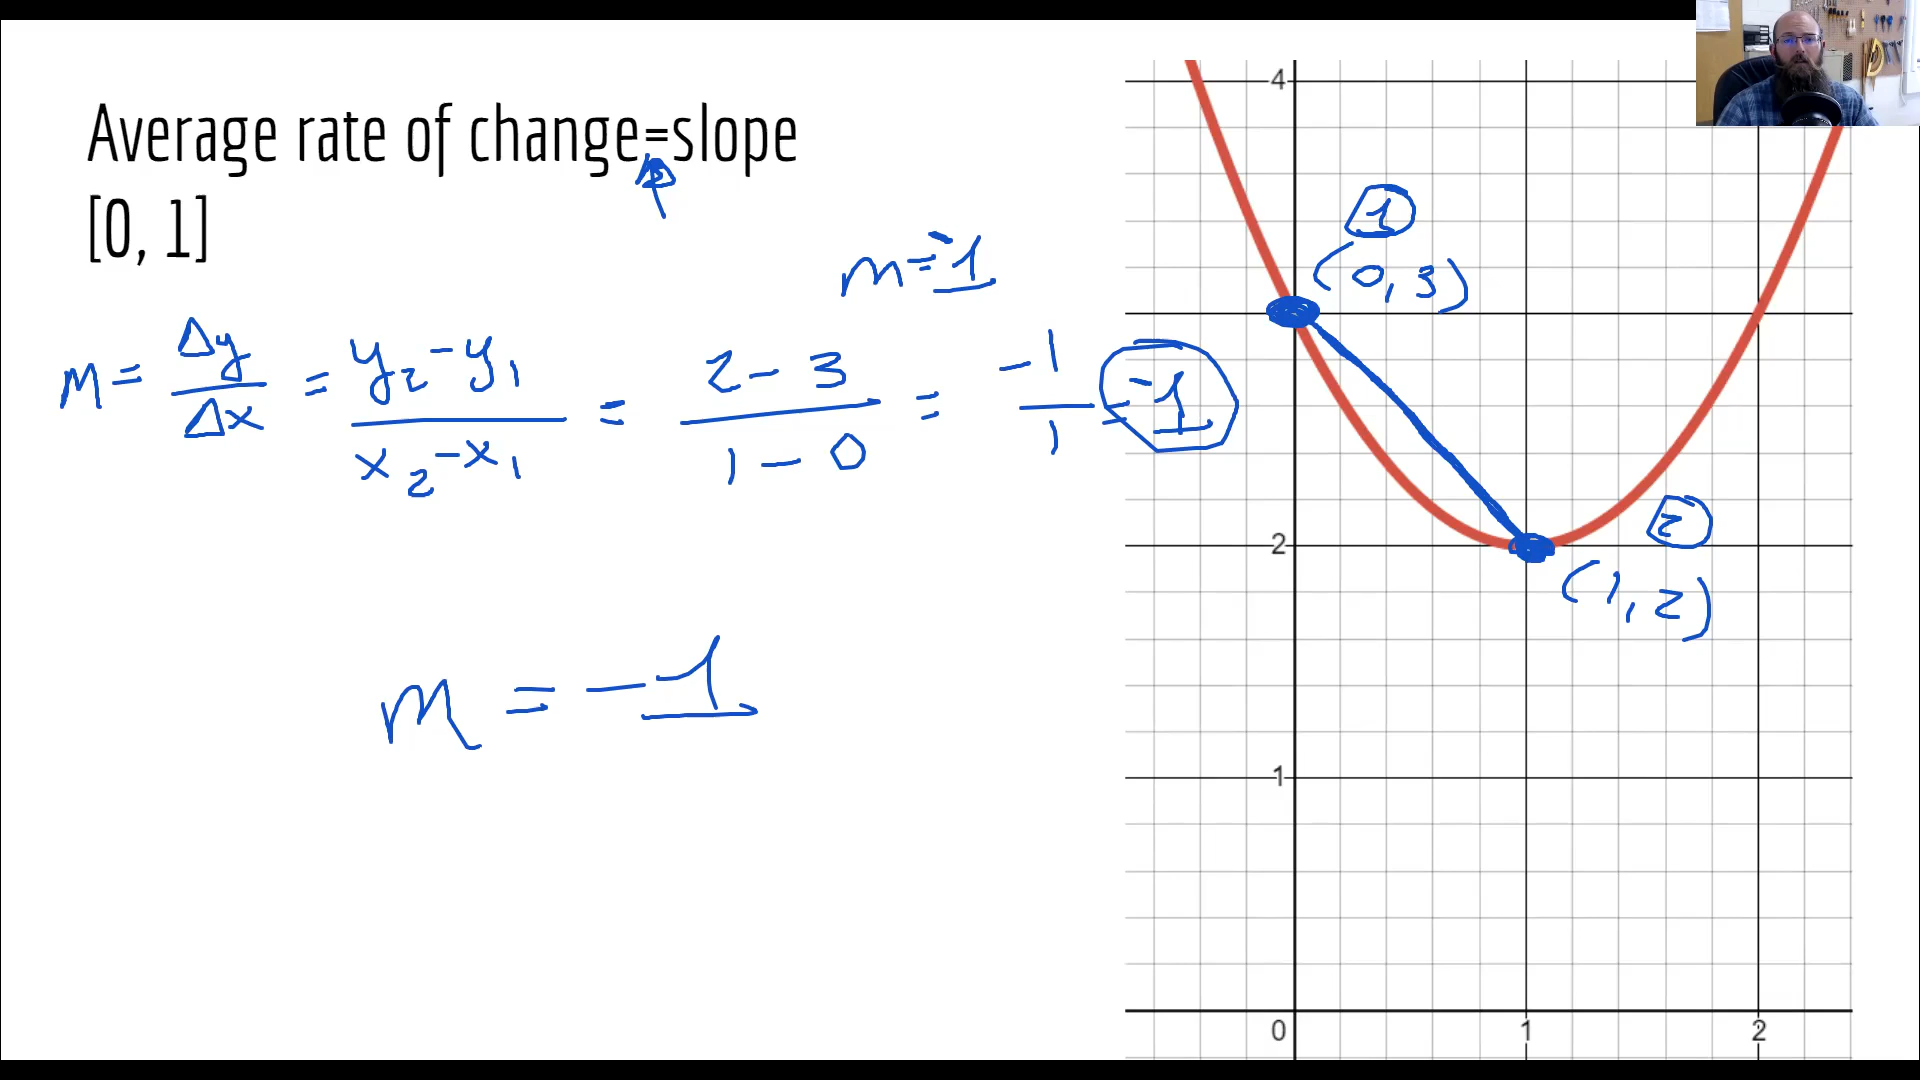 Average rate of change=slope
[0, 1]
m=-1
m = Δy/Δx = y₂-y₁/x₂-x₁ = 2-3/1-0 = -1/1 = -1
m = -1
1
(0, 3)
2
(1, 2)
4
2
1
0 1 2